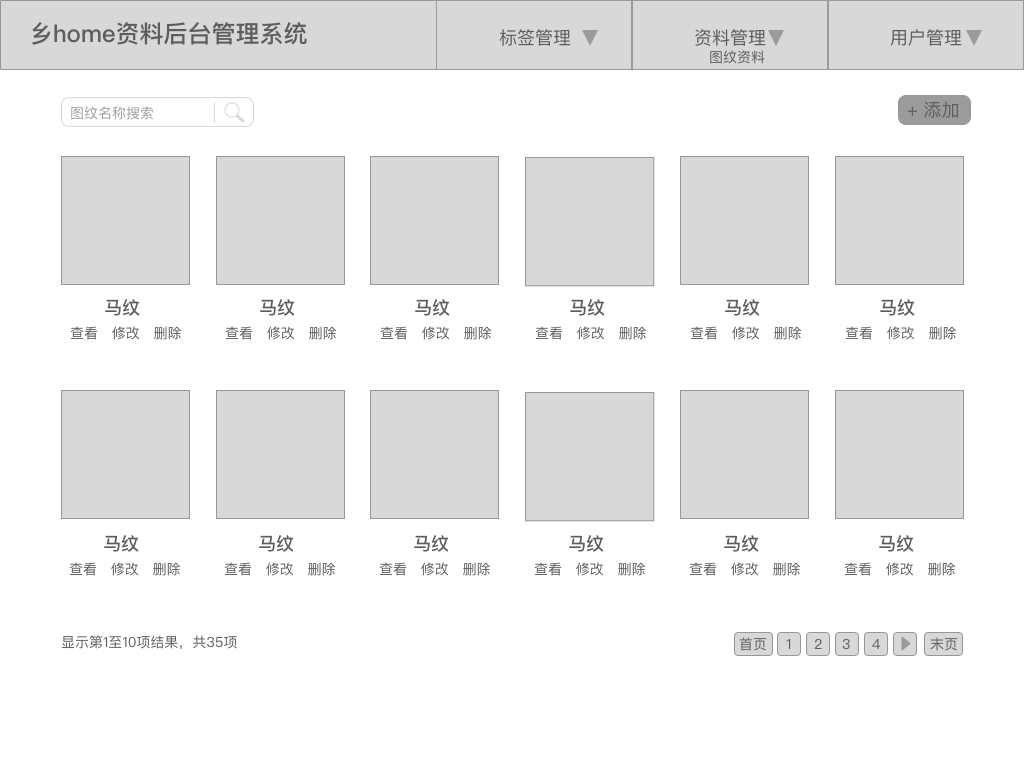 乡home资料后台管理系统
标签管理
资料管理
图纹资料
用户管理
图纹名称搜索
+ 添加
马纹 马纹 马纹 马纹 马纹 马纹
查看 修改 删除 查看 修改 删除 查看 修改 删除 查看 修改 删除 查看 修改 删除 查看 修改 删除
马纹 马纹 马纹 马纹 马纹 马纹
查看 修改 删除 查看 修改 删除 查看 修改 删除 查看 修改 删除 查看 修改 删除 查看 修改 删除
显示第1至10项结果，共35项
首页 1 2 3 4 末页